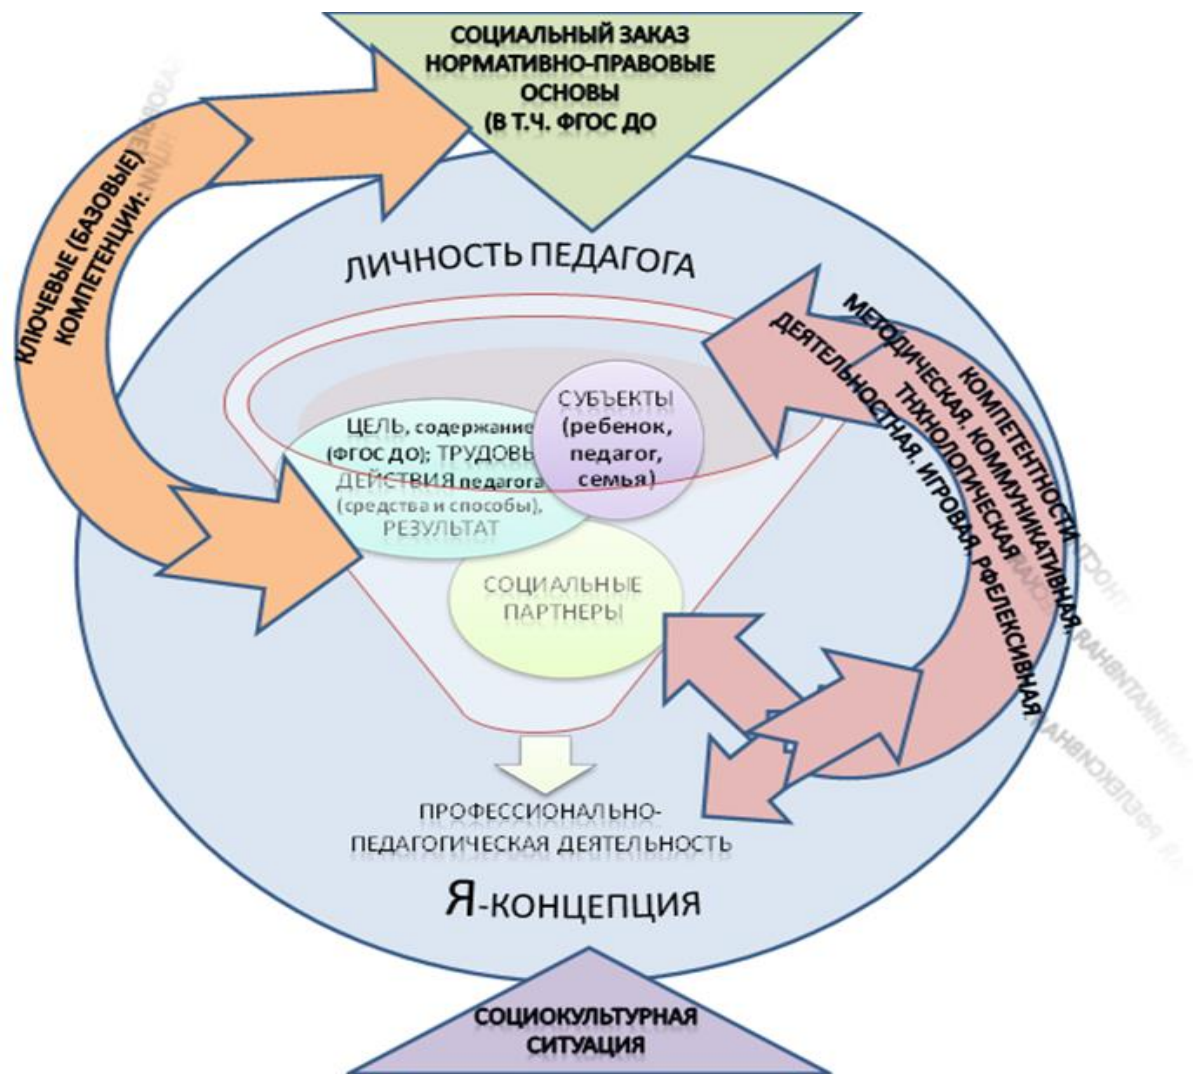 СОЦИАЛЬНЫЙ ЗАКАЗ
НОРМАТИВНО-ПРАВОВЫЕ
ОСНОВЫ
(В Т.Ч. ФГОС ДО
КЛЮЧЕВЫЕ (БАЗОВЫЕ)
КОМПЕТЕНЦИИ:
ЛИЧНОСТЬ ПЕДАГОГА
КОМПЕТЕНТНОСТИ
МЕТОДИЧЕСКАЯ, КОММУНИКАТИВНАЯ,
ТНХНОЛОГИЧЕСКАЯ
ДЕЯТЕЛЬНОСТНАЯ, ИГРОВАЯ, РФЕЛЕКСИВНАЯ
ЦЕЛЬ, содержание
(ФГОС ДО); ТРУДОВЫ
ДЕЙСТВИЯ педагога
(средства и способы),
РЕЗУЛЬТАТ
СУБЪЕКТЫ
(ребенок,
педагог,
семья)
СОЦИАЛЬНЫЕ
ПАРТНЕРЫ
ПРОФЕССИОНАЛЬНО-
ПЕДАГОГИЧЕСКАЯ ДЕЯТЕЛЬНОСТЬ
Я-КОНЦЕПЦИЯ
СОЦИОКУЛЬТУРНАЯ
СИТУАЦИЯ